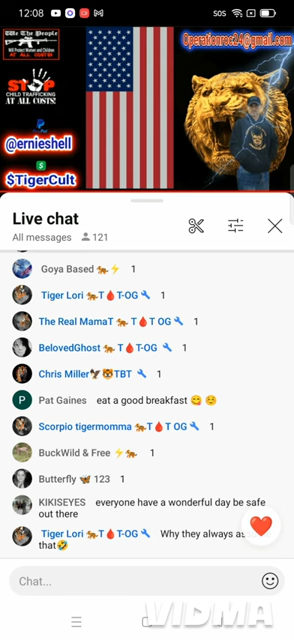 12:08
SOS
We The People
Will Protect Women and Children
AT ALL COSTS!
Operationroc24@gmail.com
STOP
CHILD TRAFFICKING
AT ALL COSTS!
@ernieshell
$TigerCult
Live chat
All messages 121
Goya Based 🐅⚡ 1
Tiger Lori 🐅T🩸T-OG 🔧 1
The Real MamaT 🐅 T🩸T OG 🔧 1
BelovedGhost 🐅 T🩸T-OG 🔧 1
Chris Miller🦅🐯TBT 🔧 1
P Pat Gaines eat a good breakfast 😋 ☺️
Scorpio tigermomma 🐅T🩸T OG 🔧 1
BuckWild & Free ⚡🐅 1
Butterfly 🦋 123 1
KIKISEYES everyone have a wonderful day be safe
out there
Tiger Lori 🐅T🩸T-OG 🔧 Why they always as
that🤣
Chat...
VIDMA